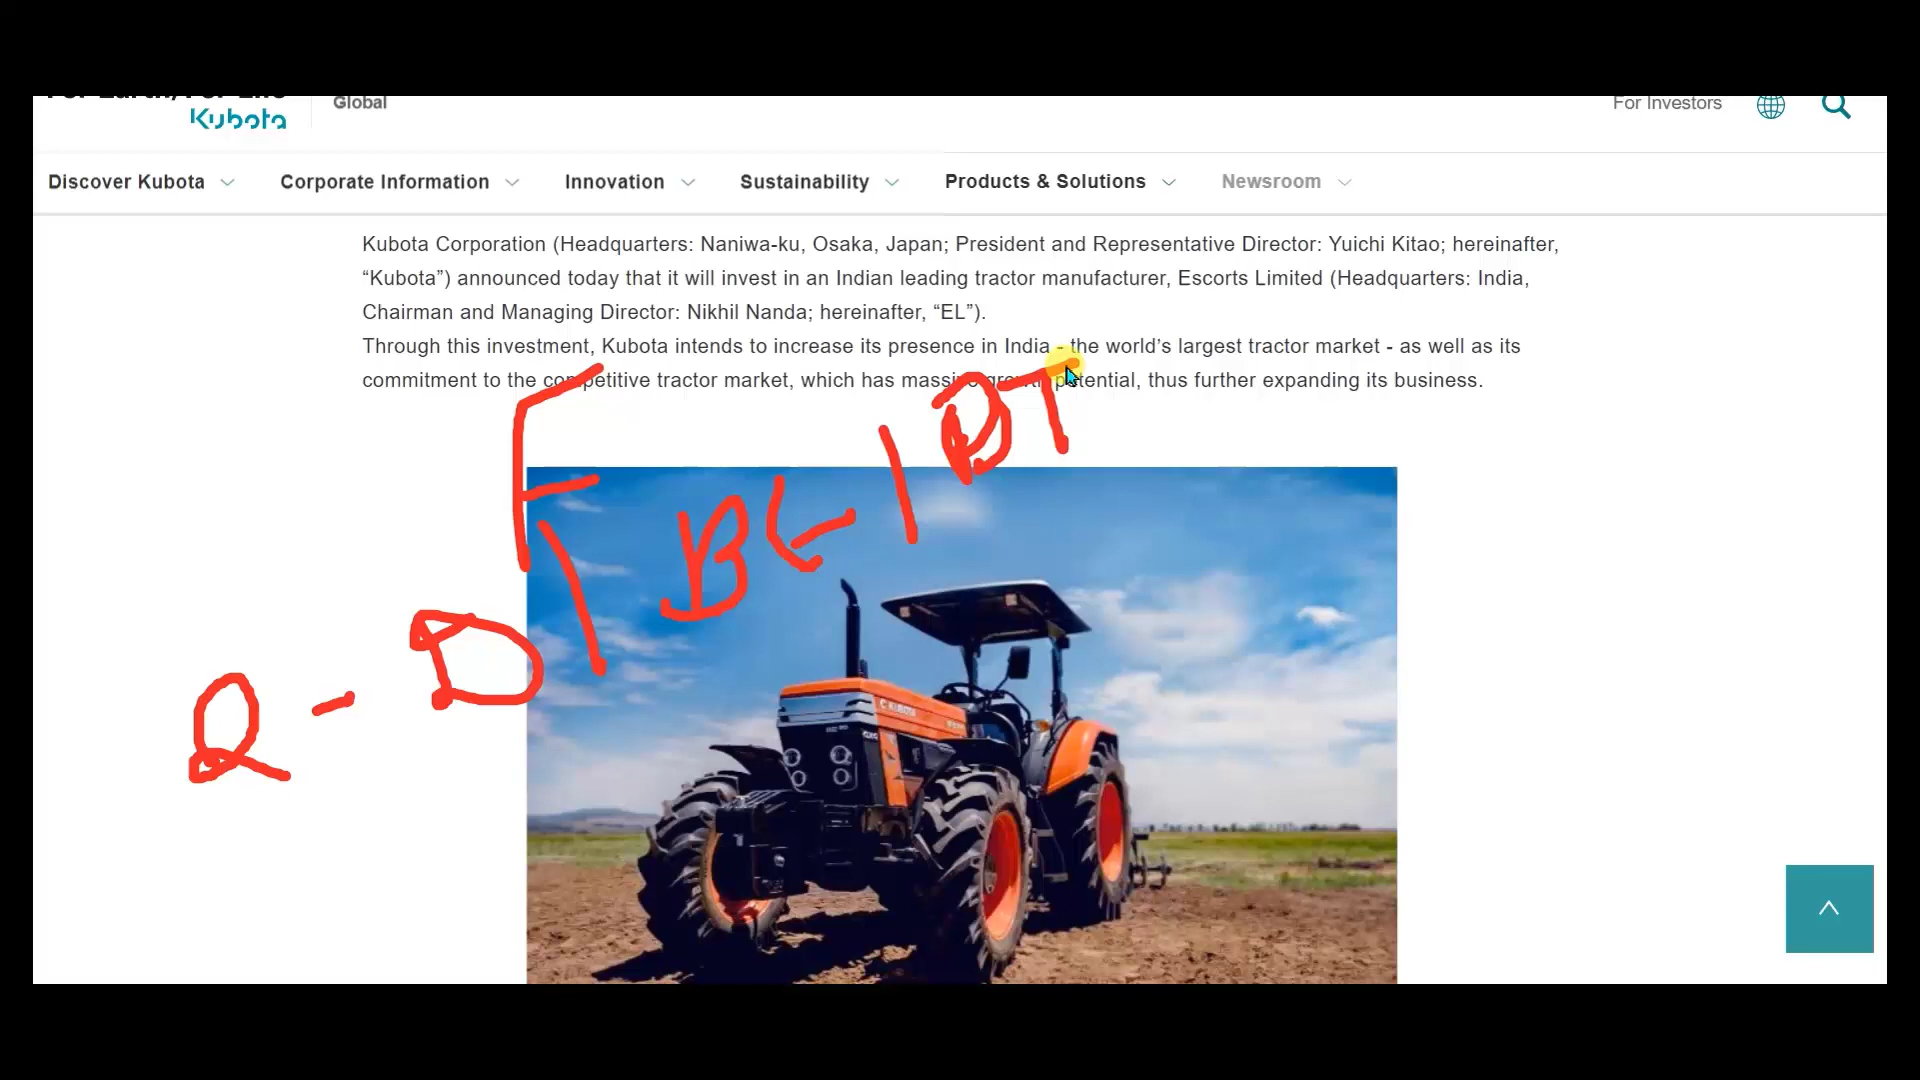 Kubota
Global
For Investors
Discover Kubota
Corporate Information
Innovation
Sustainability
Products & Solutions
Newsroom
Kubota Corporation (Headquarters: Naniwa-ku, Osaka, Japan; President and Representative Director: Yuichi Kitao; hereinafter,
“Kubota”) announced today that it will invest in an Indian leading tractor manufacturer, Escorts Limited (Headquarters: India,
Chairman and Managing Director: Nikhil Nanda; hereinafter, “EL”).
Through this investment, Kubota intends to increase its presence in India - the world’s largest tractor market - as well as its
commitment to the competitive tractor market, which has massive growth potential, thus further expanding its business.
KUBOTA